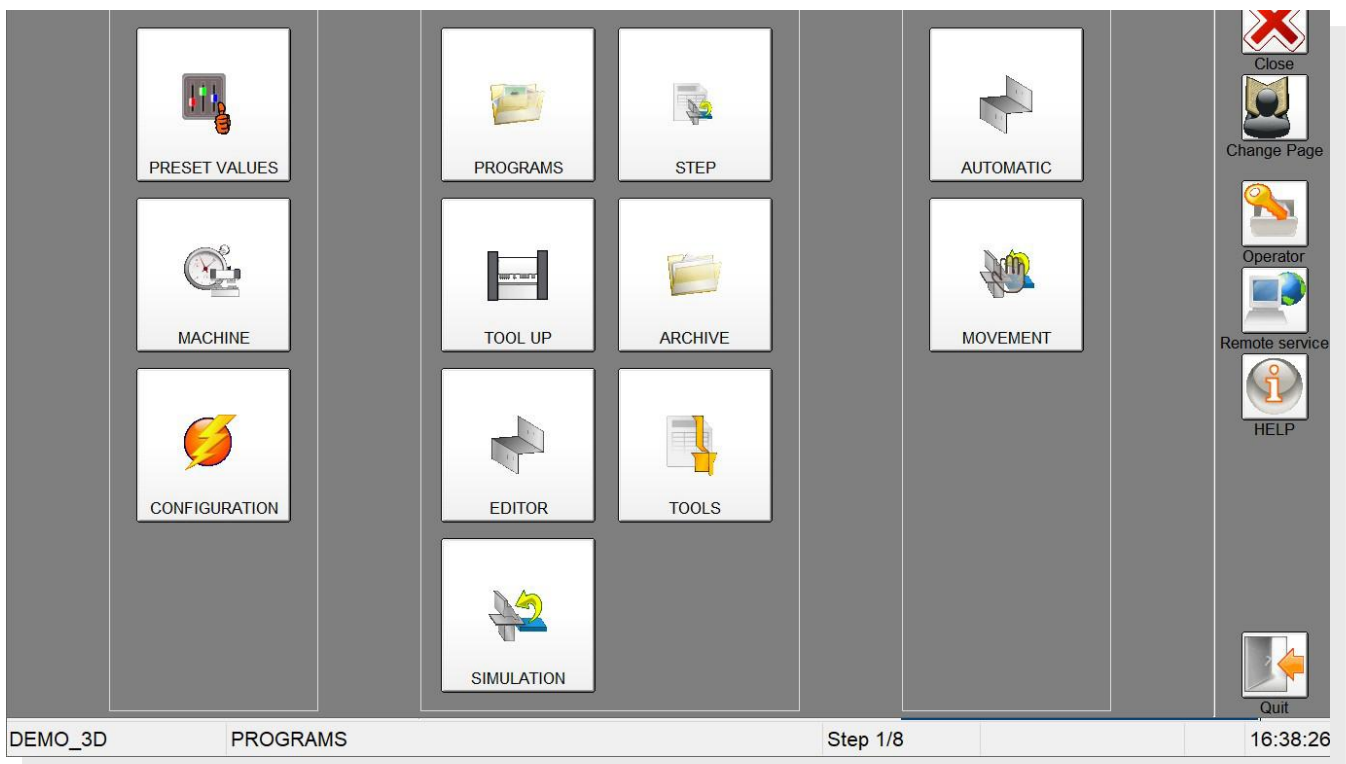 PRESET VALUES
PROGRAMS
STEP
AUTOMATIC
MACHINE
TOOL UP
ARCHIVE
MOVEMENT
CONFIGURATION
EDITOR
TOOLS
SIMULATION
Close
Change Page
Operator
Remote service
HELP
Quit
DEMO_3D
PROGRAMS
Step 1/8
16:38:26